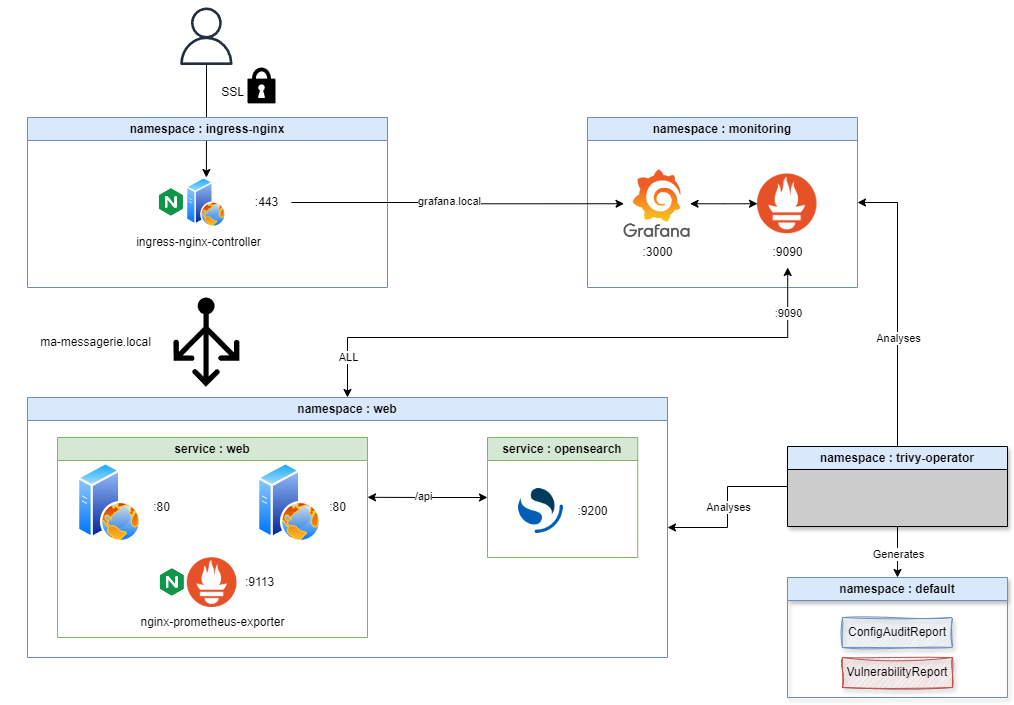 SSL
namespace : ingress-nginx
N
:443
ingress-nginx-controller
grafana.local
namespace : monitoring
Grafana
:3000
:9090
:9090
ma-messagerie.local
ALL
Analyses
namespace : web
service : web
:80
:80
N
:9113
nginx-prometheus-exporter
/api
service : opensearch
:9200
Analyses
namespace : trivy-operator
Generates
namespace : default
ConfigAuditReport
VulnerabilityReport